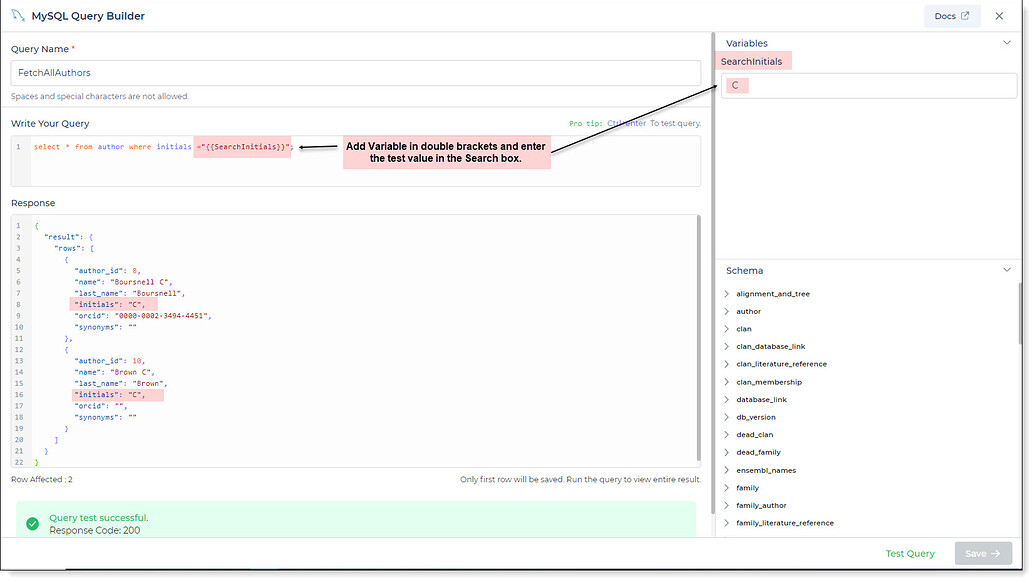 MySQL Query Builder
Docs
Query Name *
FetchAllAuthors
Spaces and special characters are not allowed.
Write Your Query
Pro tip: Ctrl+enter To test query.
1 select * from author where initials ="{{SearchInitials}}";
Add Variable in double brackets and enter
the test value in the Search box.
Response
1 {
2 "result": {
3 "rows": [
4 {
5 "author_id": 8,
6 "name": "Boursnell C",
7 "last_name": "Boursnell",
8 "initials": "C",
9 "orcid": "0000-0002-3494-4451",
10 "synonyms": ""
11 },
12 {
13 "author_id": 10,
14 "name": "Brown C",
15 "last_name": "Brown",
16 "initials": "C",
17 "orcid": "",
18 "synonyms": ""
19 }
20 ]
21 }
22 }
Row Affected : 2
Only first row will be saved. Run the query to view entire result.
Query test successful.
Response Code: 200
Variables
SearchInitials
C
Schema
alignment_and_tree
author
clan
clan_database_link
clan_literature_reference
clan_membership
database_link
db_version
dead_clan
dead_family
ensembl_names
family
family_author
family_literature_reference
Test Query
Save